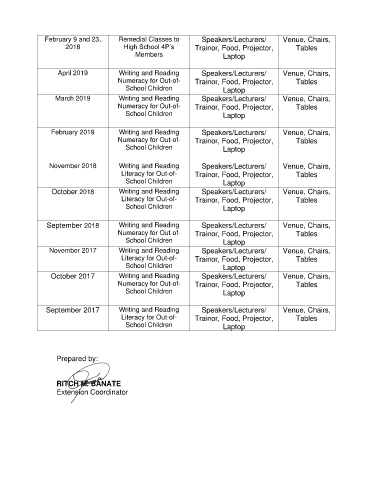 February 9 and 23, Remedial Classes to Speakers/Lecturers/ Venue, Chairs,
2018 High School 4P's Trainor, Food, Projector, Tables
Members Laptop
April 2019 Writing and Reading Speakers/Lecturers/ Venue, Chairs,
Numeracy for Out-of- Trainor, Food, Projector, Tables
School Children Laptop
March 2019 Writing and Reading Speakers/Lecturers/ Venue, Chairs,
Numeracy for Out-of- Trainor, Food, Projector, Tables
School Children Laptop
February 2019 Writing and Reading Speakers/Lecturers/ Venue, Chairs,
Numeracy for Out-of- Trainor, Food, Projector, Tables
School Children Laptop
November 2018 Writing and Reading Speakers/Lecturers/ Venue, Chairs,
Literacy for Out-of- Trainor, Food, Projector, Tables
School Children Laptop
October 2018 Writing and Reading Speakers/Lecturers/ Venue, Chairs,
Literacy for Out-of- Trainor, Food, Projector, Tables
School Children Laptop
September 2018 Writing and Reading Speakers/Lecturers/ Venue, Chairs,
Numeracy for Out-of- Trainor, Food, Projector, Tables
School Children Laptop
November 2017 Writing and Reading Speakers/Lecturers/ Venue, Chairs,
Literacy for Out-of- Trainor, Food, Projector, Tables
School Children Laptop
October 2017 Writing and Reading Speakers/Lecturers/ Venue, Chairs,
Numeracy for Out-of- Trainor, Food, Projector, Tables
School Children Laptop
September 2017 Writing and Reading Speakers/Lecturers/ Venue, Chairs,
Literacy for Out-of- Trainor, Food, Projector, Tables
School Children Laptop
Prepared by:
RITCH M. BANATE
Extension Coordinator